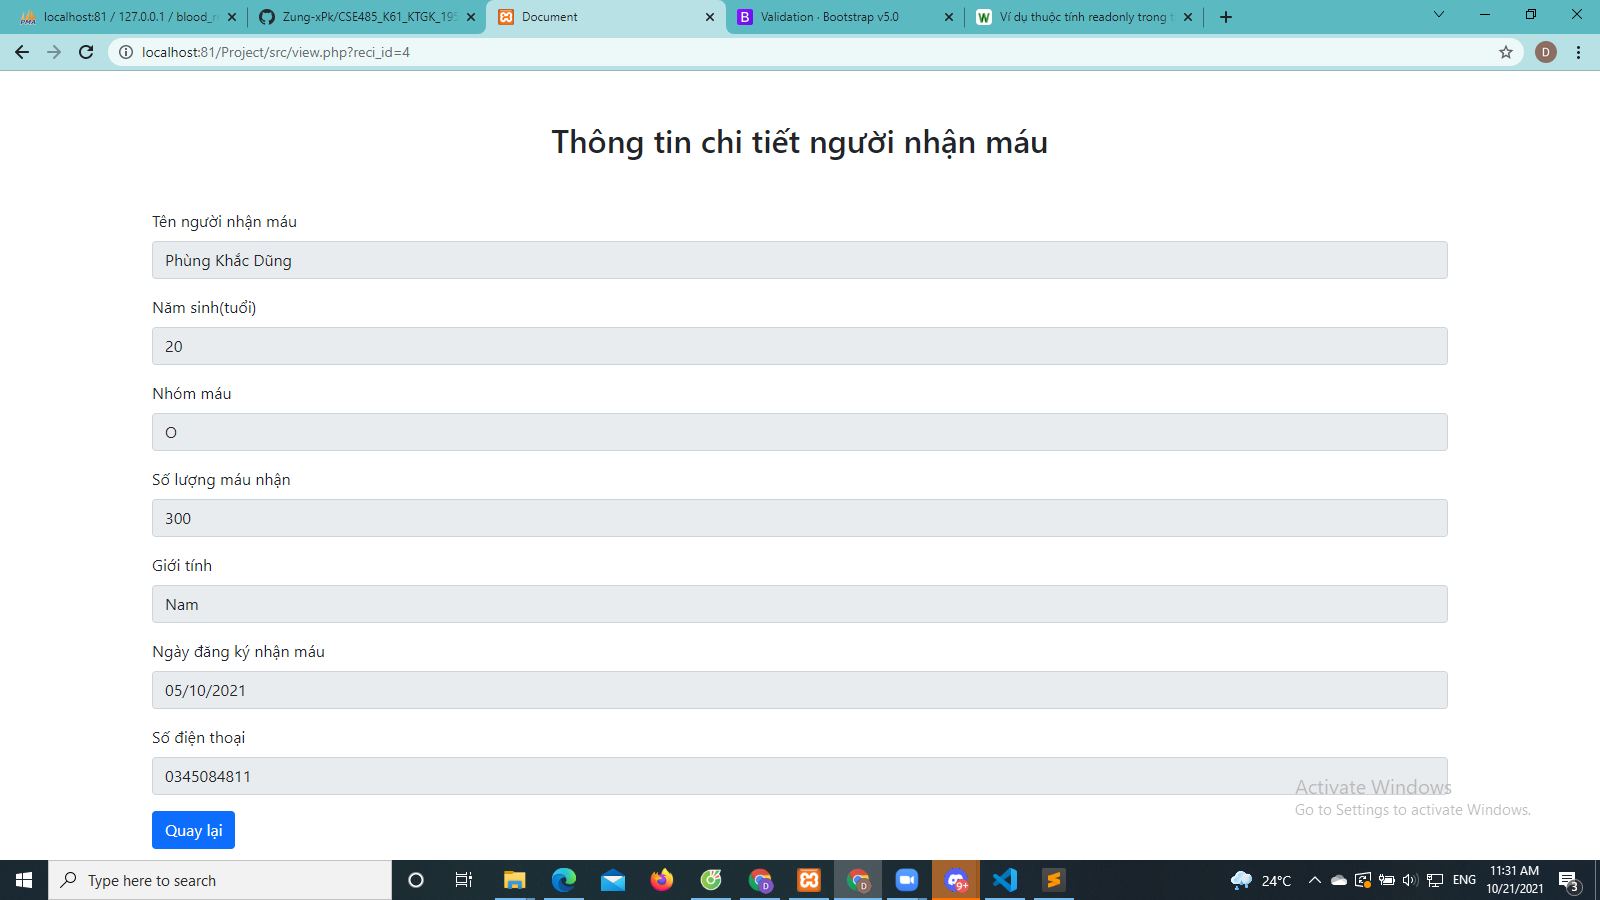 localhost:81 / 127.0.0.1 / blood_r
Zung-xPk/CSE485_K61_KTGK_195
Document
Validation · Bootstrap v5.0
Ví dụ thuộc tính readonly trong t
localhost:81/Project/src/view.php?reci_id=4
D
Thông tin chi tiết người nhận máu
Tên người nhận máu
Phùng Khắc Dũng
Năm sinh(tuổi)
20
Nhóm máu
O
Số lượng máu nhận
300
Giới tính
Nam
Ngày đăng ký nhận máu
05/10/2021
Số điện thoại
0345084811
Quay lại
Activate Windows
Go to Settings to activate Windows.
Type here to search
24°C
ENG
11:31 AM
10/21/2021
3